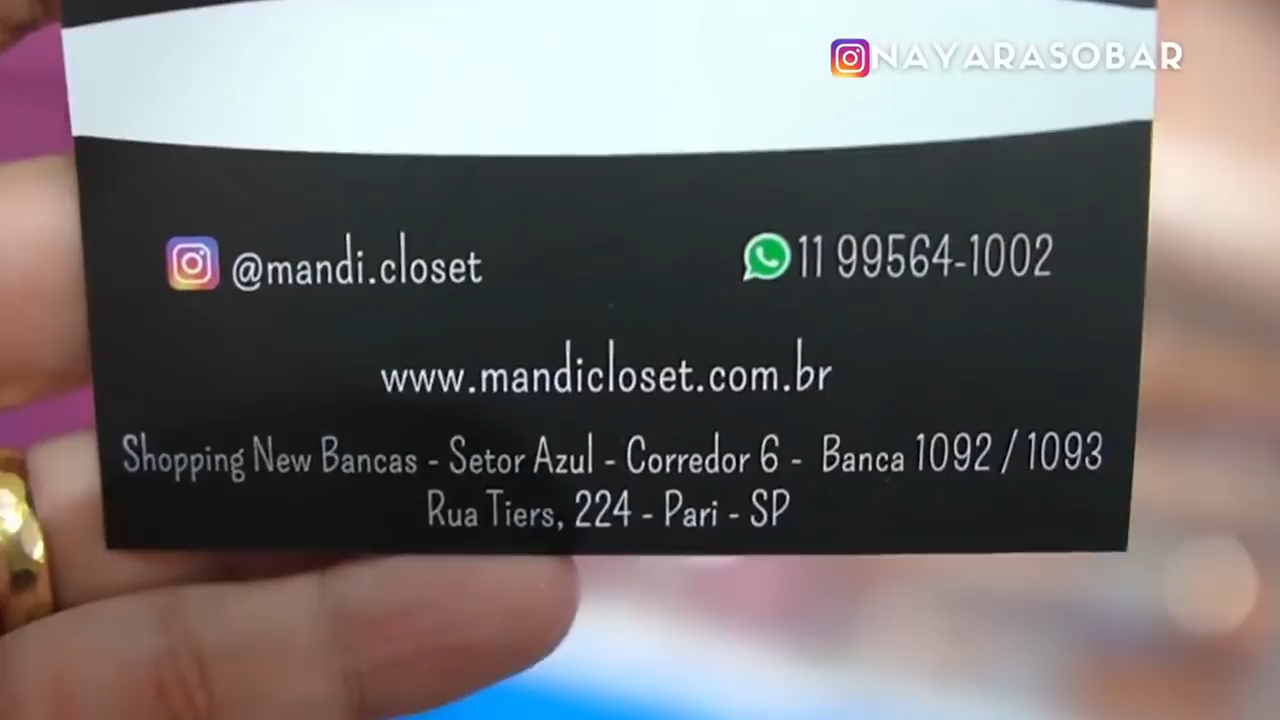 NAYARASOBAR
@mandi.closet
11 99564-1002
www.mandicloset.com.br
Shopping New Bancas - Setor Azul - Corredor 6 - Banca 1092 / 1093
Rua Tiers, 224 - Pari - SP